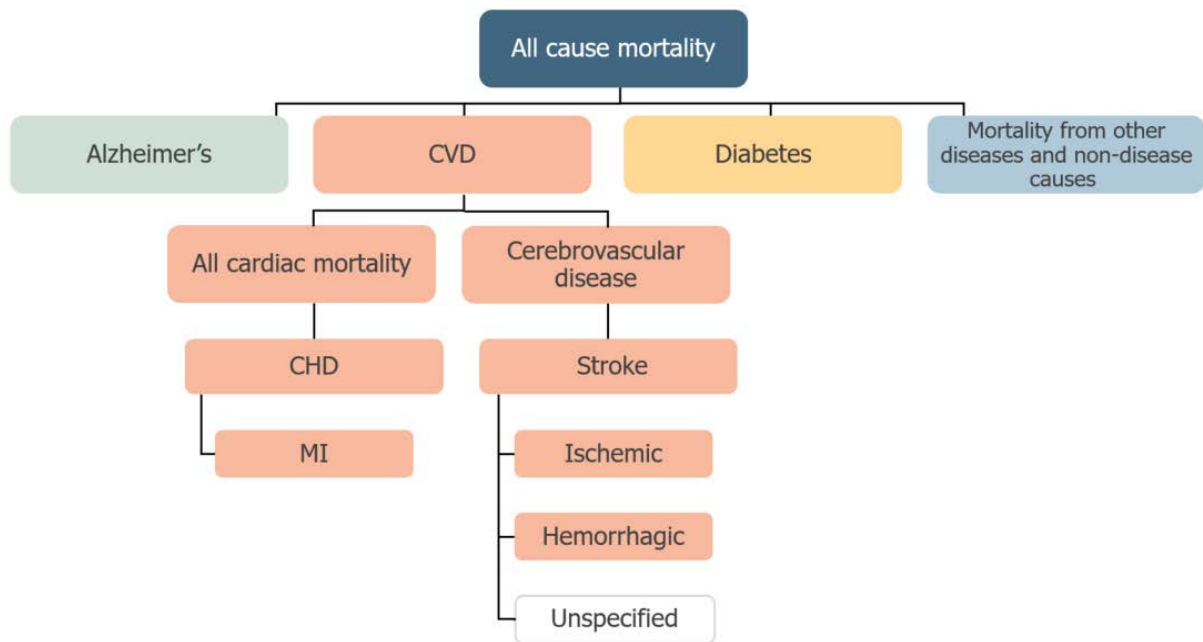 All cause mortality
Alzheimer’s
CVD
Diabetes
Mortality from other
diseases and non-disease
causes
All cardiac mortality
Cerebrovascular
disease
CHD
Stroke
MI
Ischemic
Hemorrhagic
Unspecified